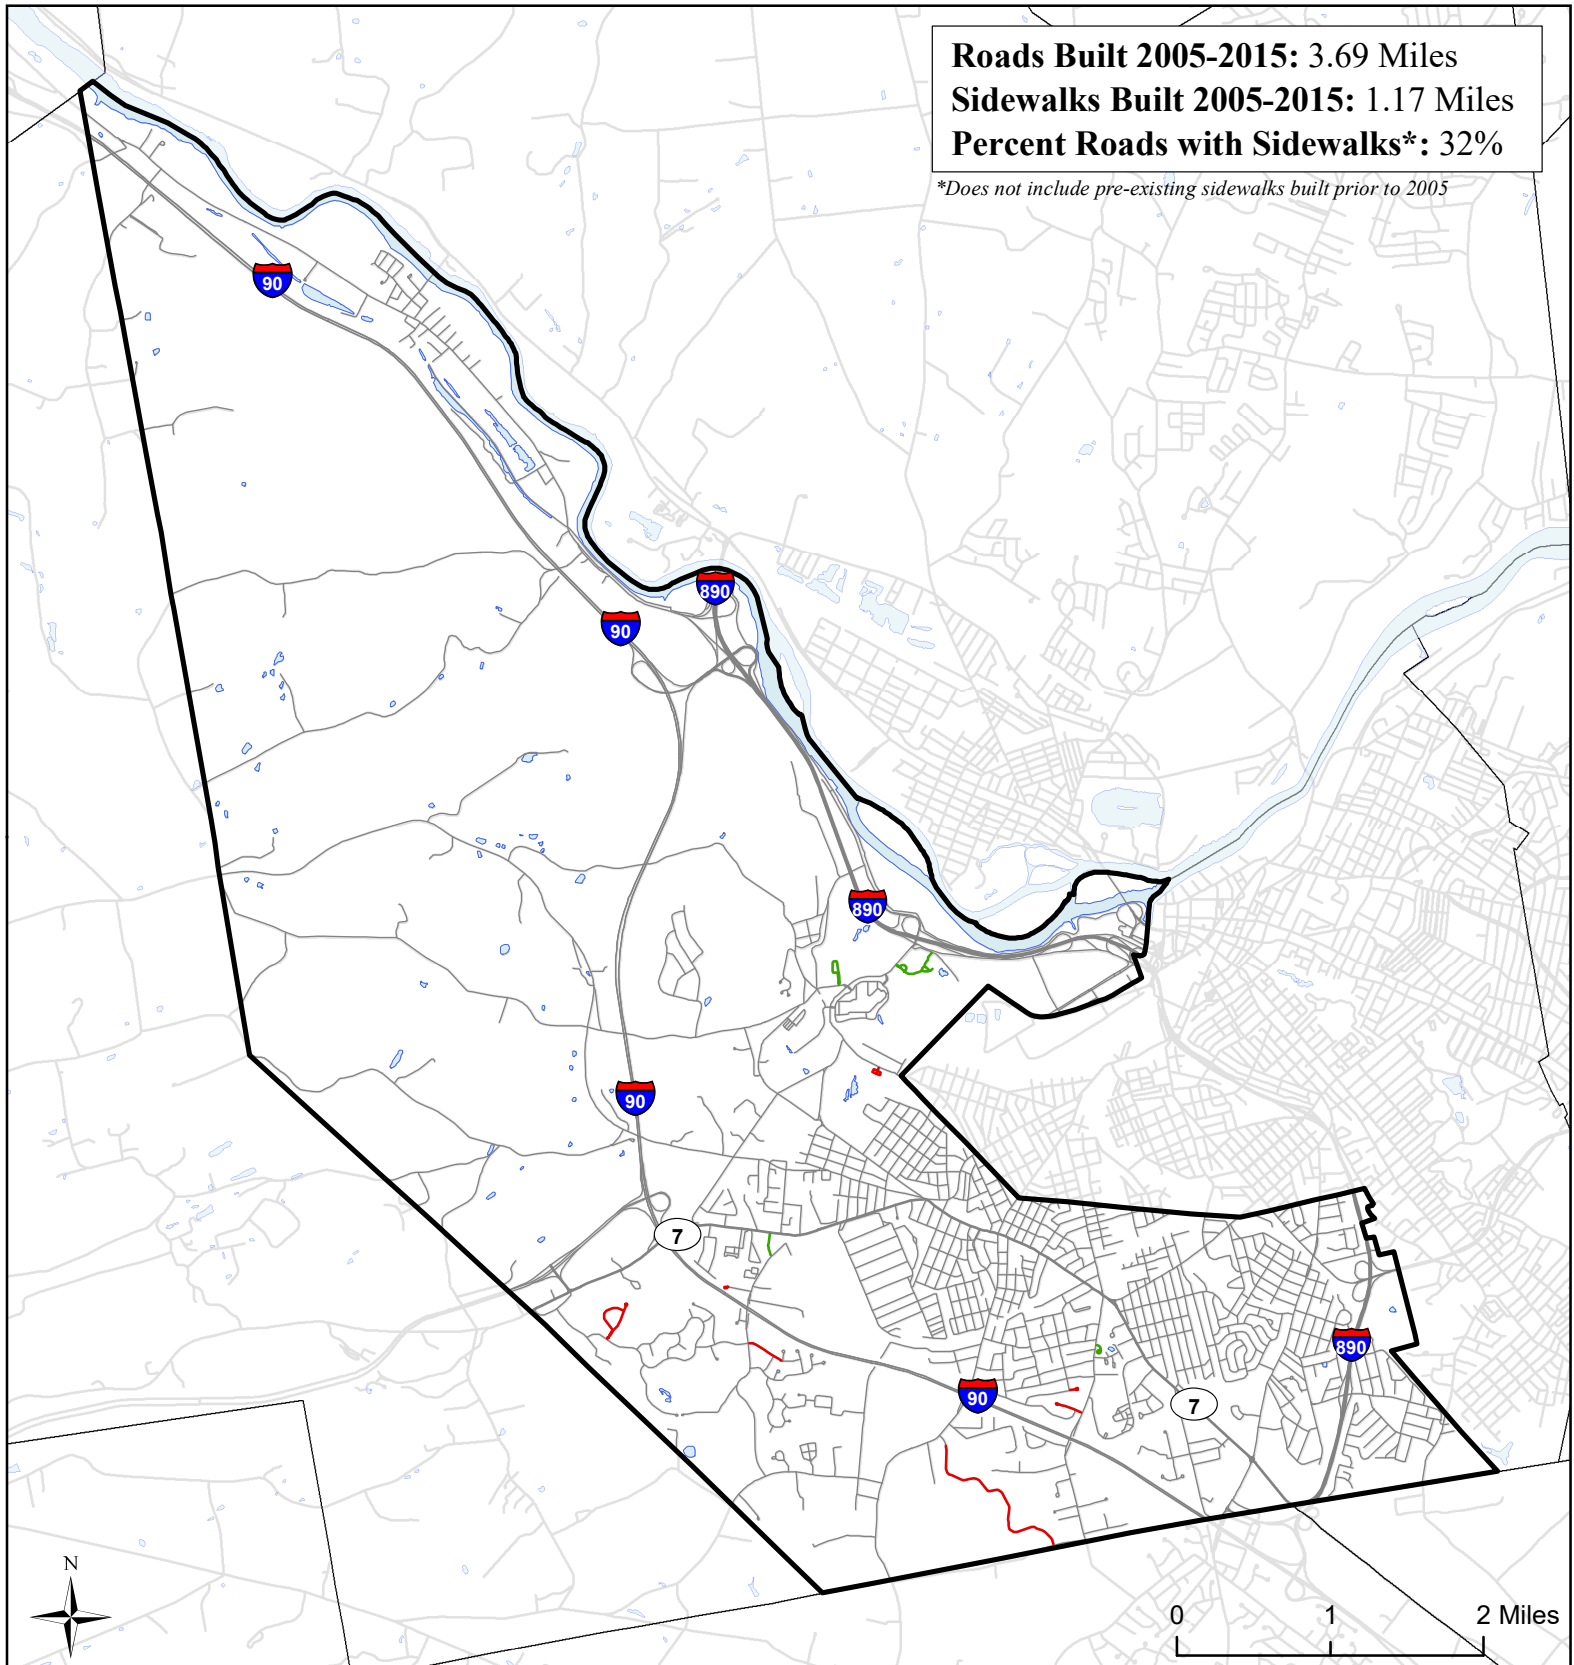 Roads Built 2005-2015: 3.69 Miles
Sidewalks Built 2005-2015: 1.17 Miles
Percent Roads with Sidewalks*: 32%
*Does not include pre-existing sidewalks built prior to 2005
90
890
90
890
90
7
890
90
7
N
0 1 2 Miles